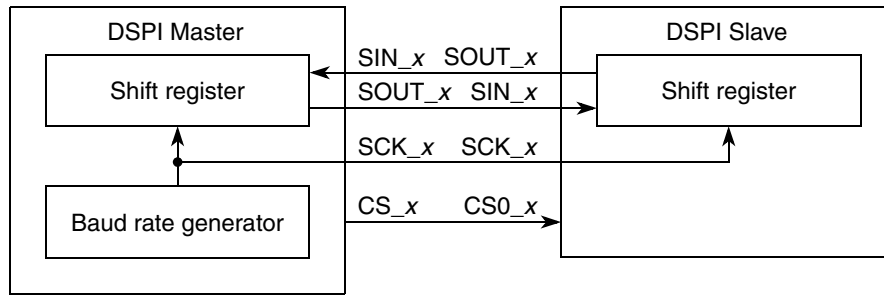 DSPI Master
DSPI Slave
SIN_x SOUT_x
Shift register
Shift register
SOUT_x SIN_x
SCK_x SCK_x
Baud rate generator
CS_x CS0_x